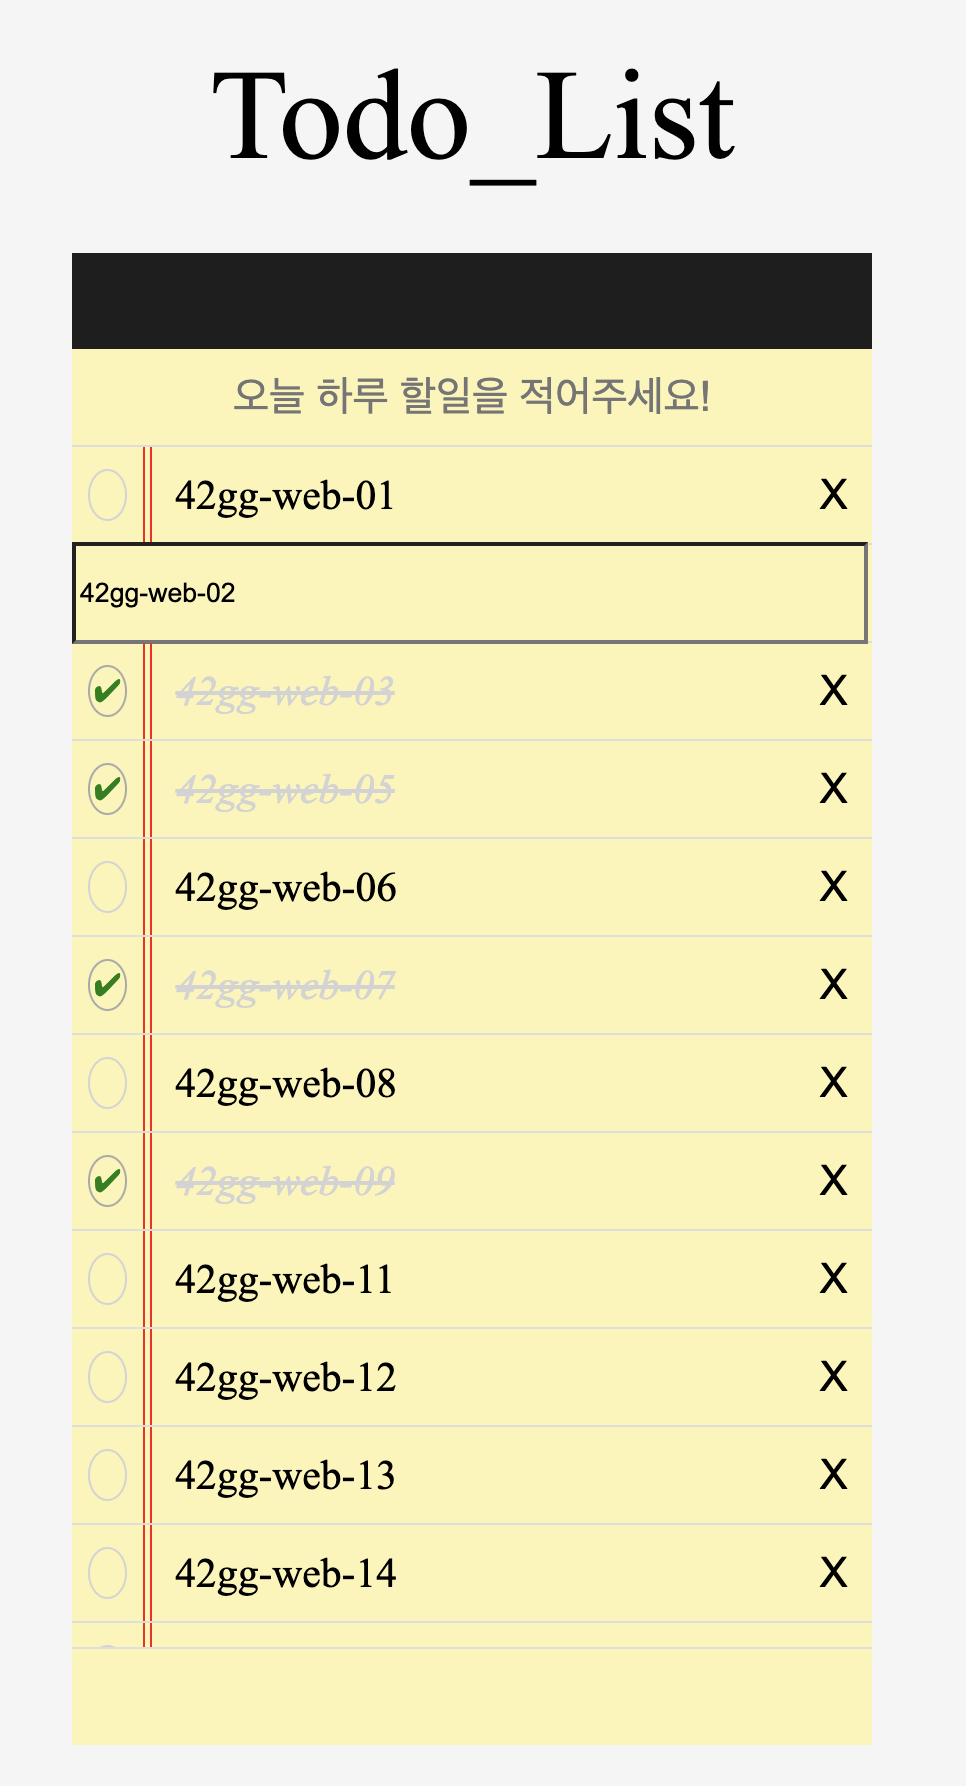 Todo_List
오늘 하루 할일을 적어주세요!
42gg-web-01 X
42gg-web-02
✔ 42gg-web-03 X
✔ 42gg-web-05 X
42gg-web-06 X
✔ 42gg-web-07 X
42gg-web-08 X
✔ 42gg-web-09 X
42gg-web-11 X
42gg-web-12 X
42gg-web-13 X
42gg-web-14 X